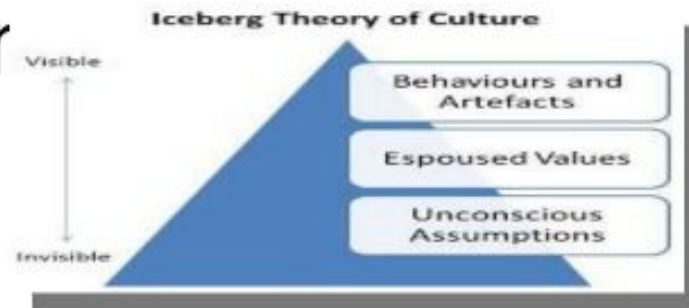 r
Iceberg Theory of Culture
Visible
Behaviours and
Artefacts
Espoused Values
Unconscious
Assumptions
Invisible